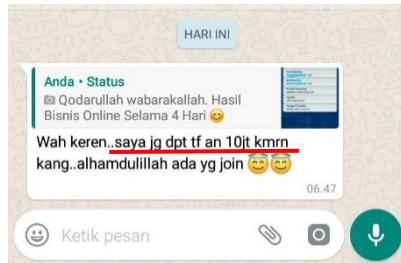 HARI INI
Anda • Status
Qodarullah wabarakallah. Hasil
Bisnis Online Selama 4 Hari 😄
Wah keren..saya jg dpt tf an 10jt kmrn
kang..alhamdulillah ada yg join 😇😇
06.47
Ketik pesan